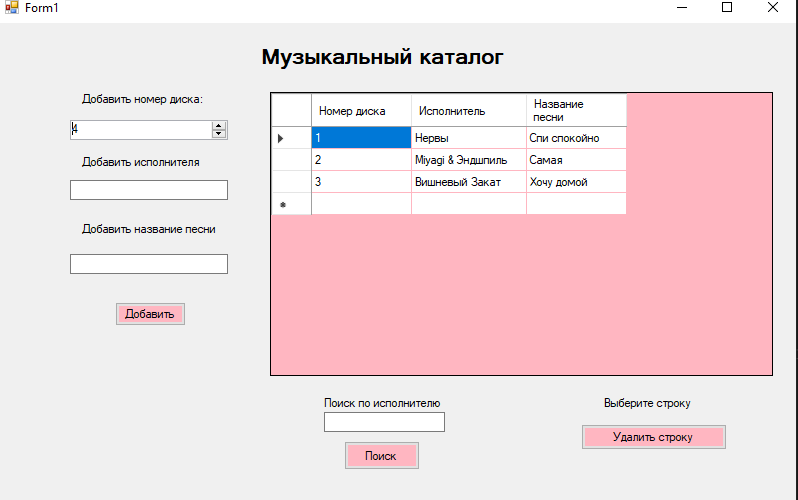 Form1
Музыкальный каталог
Добавить номер диска:
4
Добавить исполнителя
Добавить название песни
Добавить
Номер диска Исполнитель Название песни
1 Нервы Спи спокойно
2 Miyagi & Эндшпиль Самая
3 Вишневый Закат Хочу домой
Поиск по исполнителю
Поиск
Выберите строку
Удалить строку